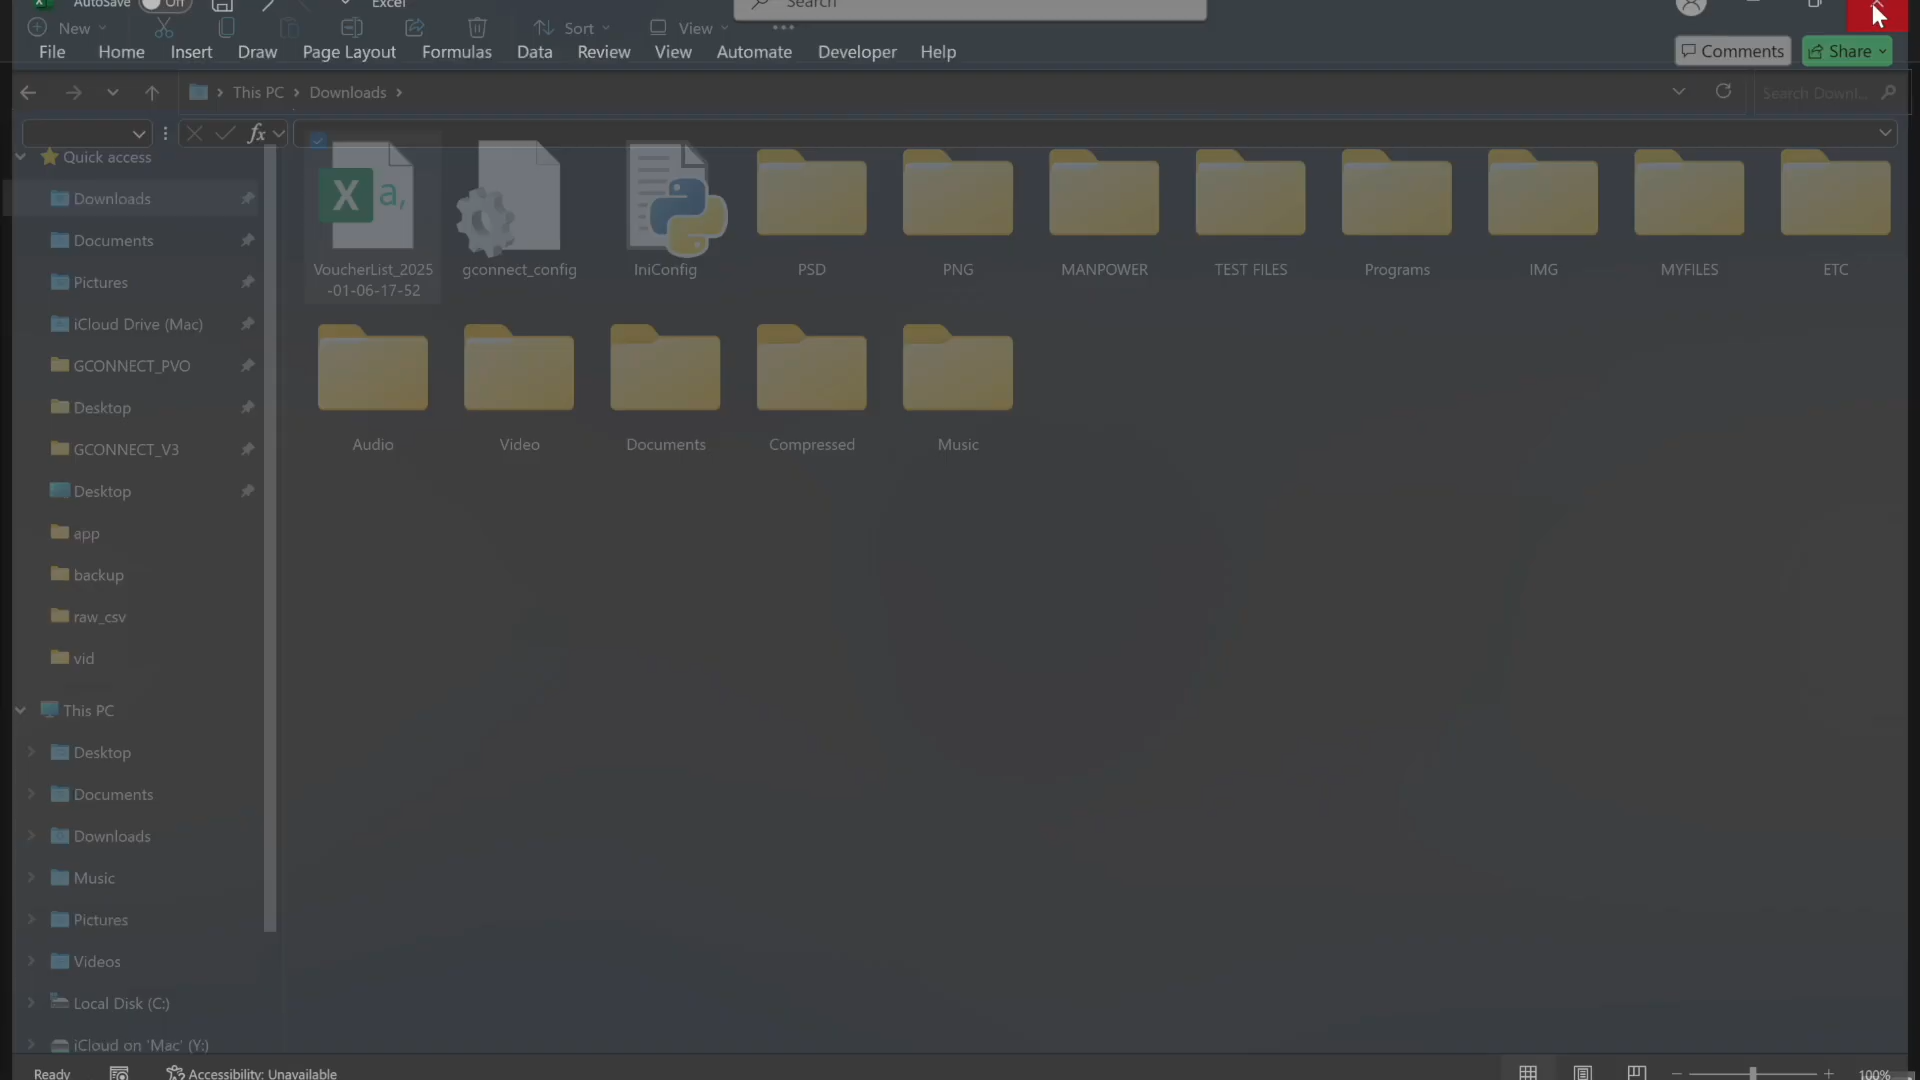 AutoSave Off Excel Search
New Sort View
File Home Insert Draw Page Layout Formulas Data Review View Automate Developer Help Comments Share
This PC Downloads Search Downl...
fx
Quick access
Downloads
Documents
Pictures
iCloud Drive (Mac)
GCONNECT_PVO
Desktop
GCONNECT_V3
Desktop
app
backup
raw_csv
vid
This PC
Desktop
Documents
Downloads
Music
Pictures
Videos
Local Disk (C:)
iCloud on 'Mac' (Y:)
X a,
VoucherList_2025
-01-06-17-52
gconnect_config
IniConfig
PSD
PNG
MANPOWER
TEST FILES
Programs
IMG
MYFILES
ETC
Audio
Video
Documents
Compressed
Music
Ready Accessibility: Unavailable 100%